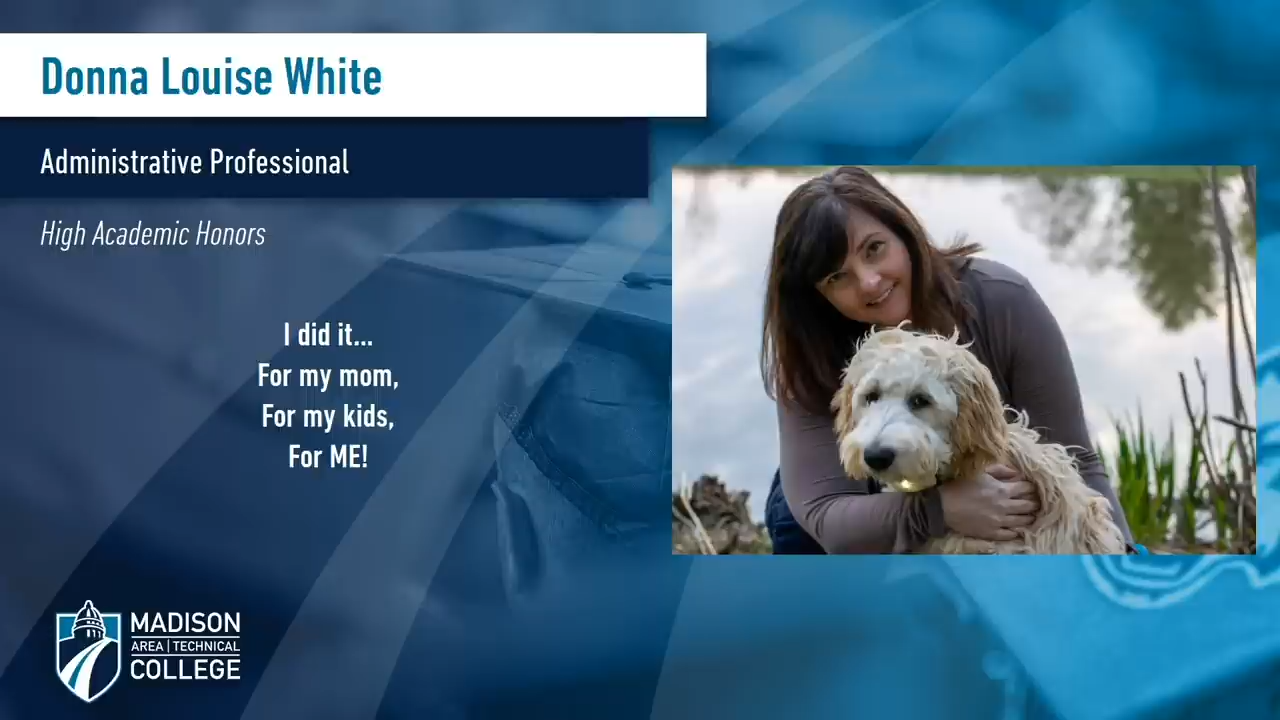 Donna Louise White
Administrative Professional
High Academic Honors
I did it...
For my mom,
For my kids,
For ME!
MADISON
AREA | TECHNICAL
COLLEGE